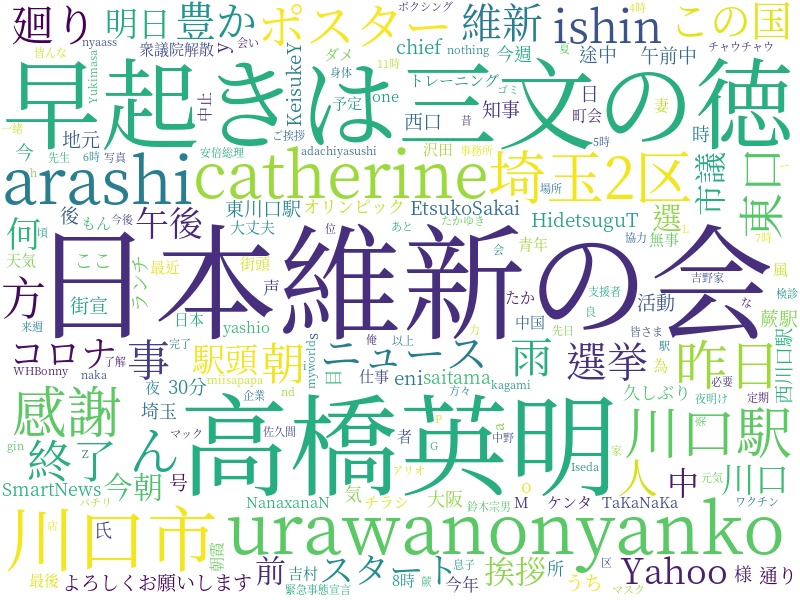 廻り
明日
豊か
ポスター
維新
ishin
この国
ボクシング
4時
皆んな
nyaass
y
会い
Yukimasa
衆議院解散
中止
KeisukeY
ダメ
chief
nothing
今週
途中
夏
午前中
チャウチャウ
早起きは三文の徳
身体
11時
トレーニング
ゴミ
一緒
地元
先生
6時
写真
ご挨拶
予定
one
西口
昔
知事
日
町会
妻
時
今
安倍総理
adachiyasushi
沢田
事務所
5時
h
arashi
catherine
埼玉2区
場所
市議
東口
何
後
もん
頃
今後
午後
東川口駅
オリンピック
EtsukoSakai
選
HidetsuguT
L
7時
天気
ここ
ランチ
最近
大丈夫
街頭
位
あと
たかゆき
青年
無事
協力
日本維新の会
会
吉野家
風
検診
方
街宣
来週
日本
声
yashio
たか
中国
支援者
良
活動
な
蕨駅
コロナ
事
駅頭
朝
ニュース
雨
選挙
昨日
西川口駅
WHBonny
了解
完了
naka
mitsapapa
俺
以上
力
先日
皆さま
駅
myworlds
i
感謝
埼玉
夜
30分
企業
目
nd
仕事
eni
saitama
方々
kagami
久しぶり
為
必要
夜明け
定期
高橋英明
川口駅
終了
ん
gin
Z
バチリ
マック
佐久間
者
a
P
G
中野
アリオ
Iseda
人
中
家
川口
元気
SmartNews
今朝
号
NanaxanaN
気
チラシ
大阪
o
鈴木宗男
M
ケンタ
TaKaNaKa
ワクチン
川口市
店
氏
朝霞
urawanonyanko
最後
よろしくお願いします
前
吉村
緊急事態宣言
スタート
8時
蕨
今年
息子
挨拶
所
うち
区
マスク
Yahoo
様
通り